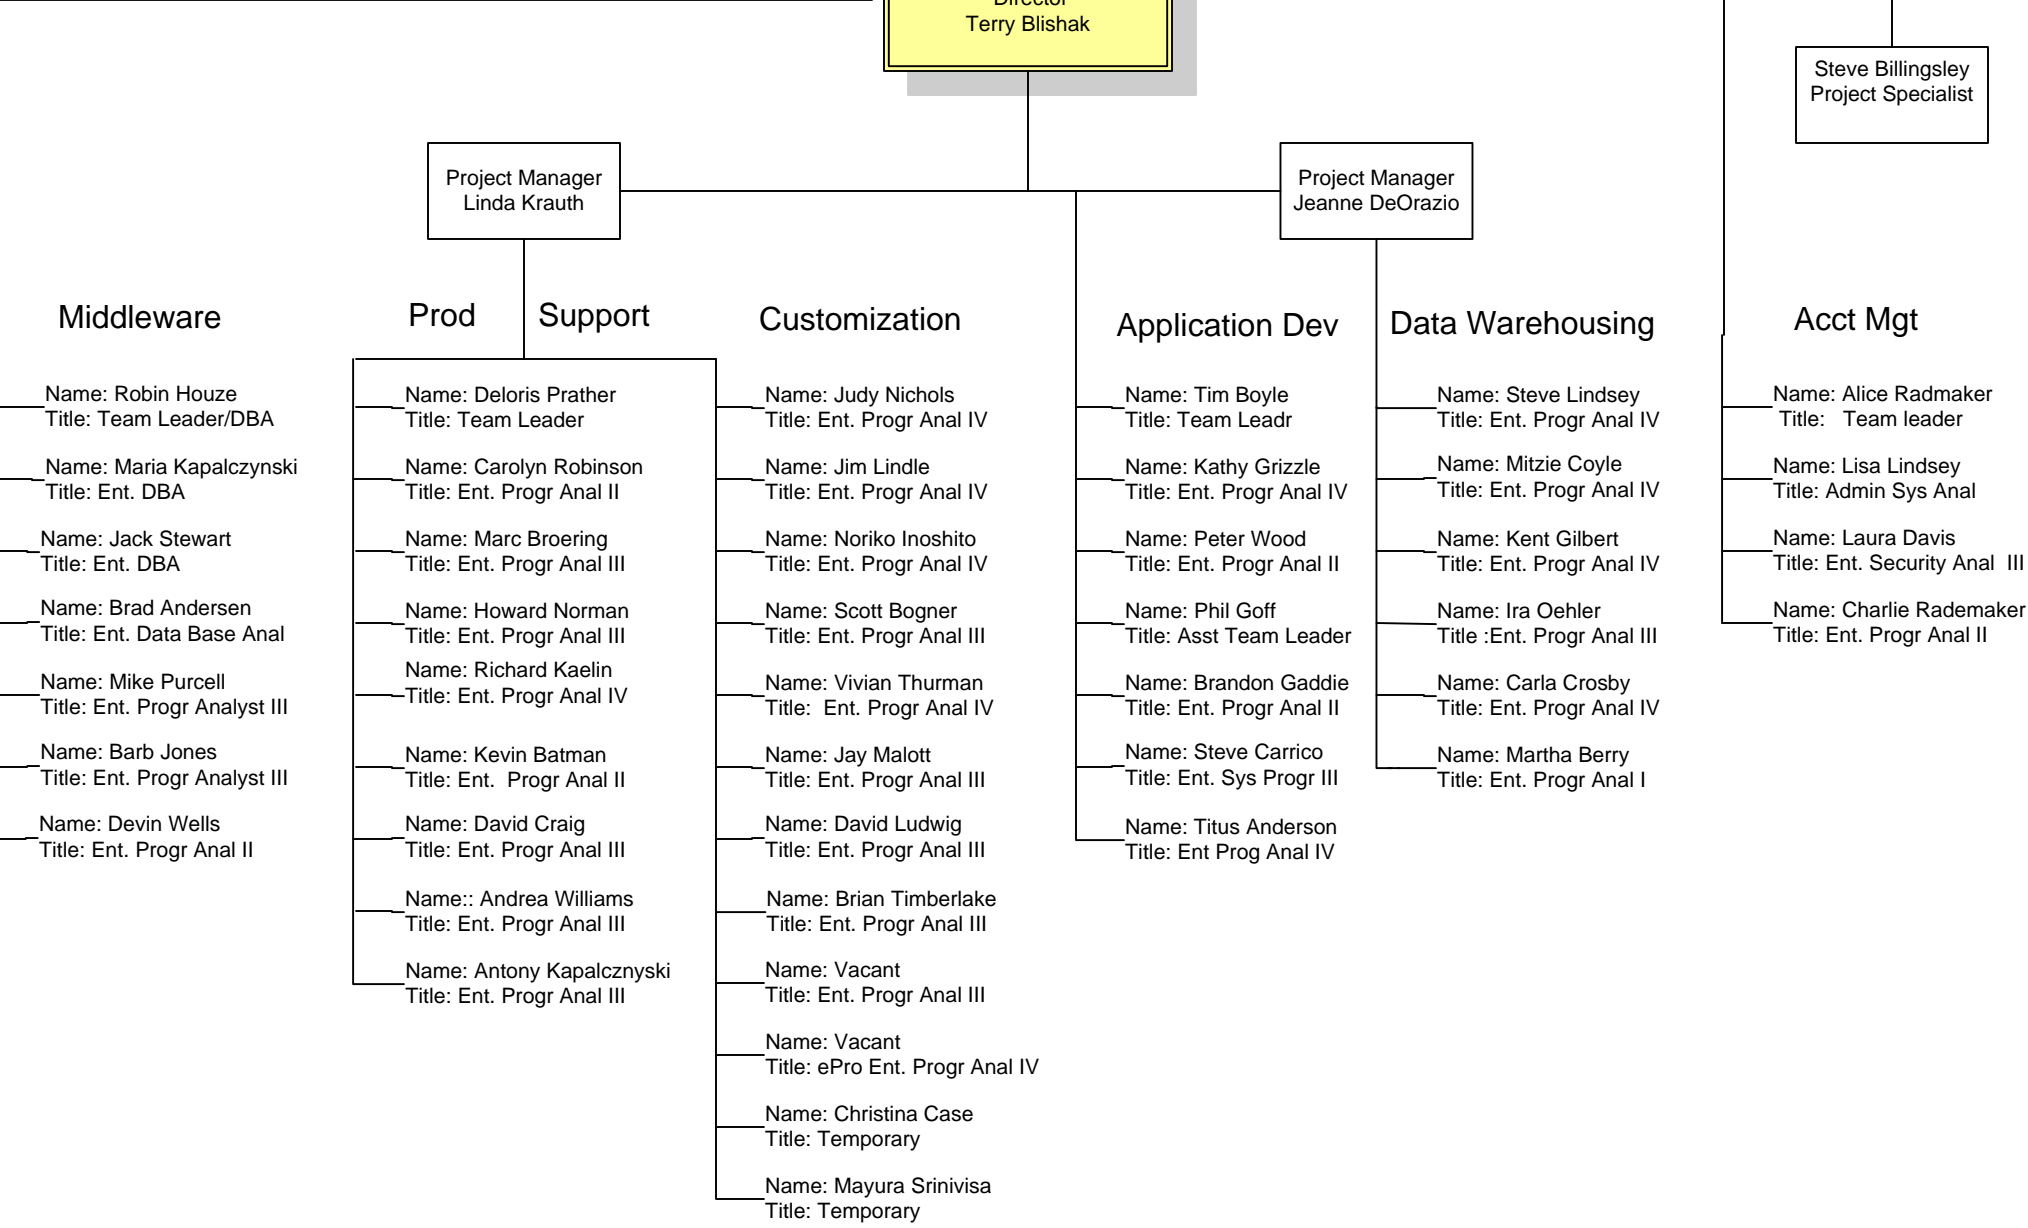 Director
Terry Blishak
Steve Billingsley
Project Specialist
Project Manager
Linda Krauth
Project Manager
Jeanne DeOrazio
Middleware
Name: Robin Houze
Title: Team Leader/DBA
Name: Maria Kapalczynski
Title: Ent. DBA
Name: Jack Stewart
Title: Ent. DBA
Name: Brad Andersen
Title: Ent. Data Base Anal
Name: Mike Purcell
Title: Ent. Progr Analyst III
Name: Barb Jones
Title: Ent. Progr Analyst III
Name: Devin Wells
Title: Ent. Progr Anal II
Prod Support
Name: Deloris Prather
Title: Team Leader
Name: Carolyn Robinson
Title: Ent. Progr Anal II
Name: Marc Broering
Title: Ent. Progr Anal III
Name: Howard Norman
Title: Ent. Progr Anal III
Name: Richard Kaelin
Title: Ent. Progr Anal IV
Name: Kevin Batman
Title: Ent. Progr Anal II
Name: David Craig
Title: Ent. Progr Anal III
Name:: Andrea Williams
Title: Ent. Progr Anal III
Name: Antony Kapalcznyski
Title: Ent. Progr Anal III
Customization
Name: Judy Nichols
Title: Ent. Progr Anal IV
Name: Jim Lindle
Title: Ent. Progr Anal IV
Name: Noriko Inoshito
Title: Ent. Progr Anal IV
Name: Scott Bogner
Title: Ent. Progr Anal III
Name: Vivian Thurman
Title: Ent. Progr Anal IV
Name: Jay Malott
Title: Ent. Progr Anal III
Name: David Ludwig
Title: Ent. Progr Anal III
Name: Brian Timberlake
Title: Ent. Progr Anal III
Name: Vacant
Title: Ent. Progr Anal III
Name: Vacant
Title: ePro Ent. Progr Anal IV
Name: Christina Case
Title: Temporary
Name: Mayura Srinivisa
Title: Temporary
Application Dev
Name: Tim Boyle
Title: Team Leadr
Name: Kathy Grizzle
Title: Ent. Progr Anal IV
Name: Peter Wood
Title: Ent. Progr Anal II
Name: Phil Goff
Title: Asst Team Leader
Name: Brandon Gaddie
Title: Ent. Progr Anal II
Name: Steve Carrico
Title: Ent. Sys Progr III
Name: Titus Anderson
Title: Ent Prog Anal IV
Data Warehousing
Name: Steve Lindsey
Title: Ent. Progr Anal IV
Name: Mitzie Coyle
Title: Ent. Progr Anal IV
Name: Kent Gilbert
Title: Ent. Progr Anal IV
Name: Ira Oehler
Title :Ent. Progr Anal III
Name: Carla Crosby
Title: Ent. Progr Anal IV
Name: Martha Berry
Title: Ent. Progr Anal I
Acct Mgt
Name: Alice Radmaker
Title: Team leader
Name: Lisa Lindsey
Title: Admin Sys Anal
Name: Laura Davis
Title: Ent. Security Anal III
Name: Charlie Rademaker
Title: Ent. Progr Anal II